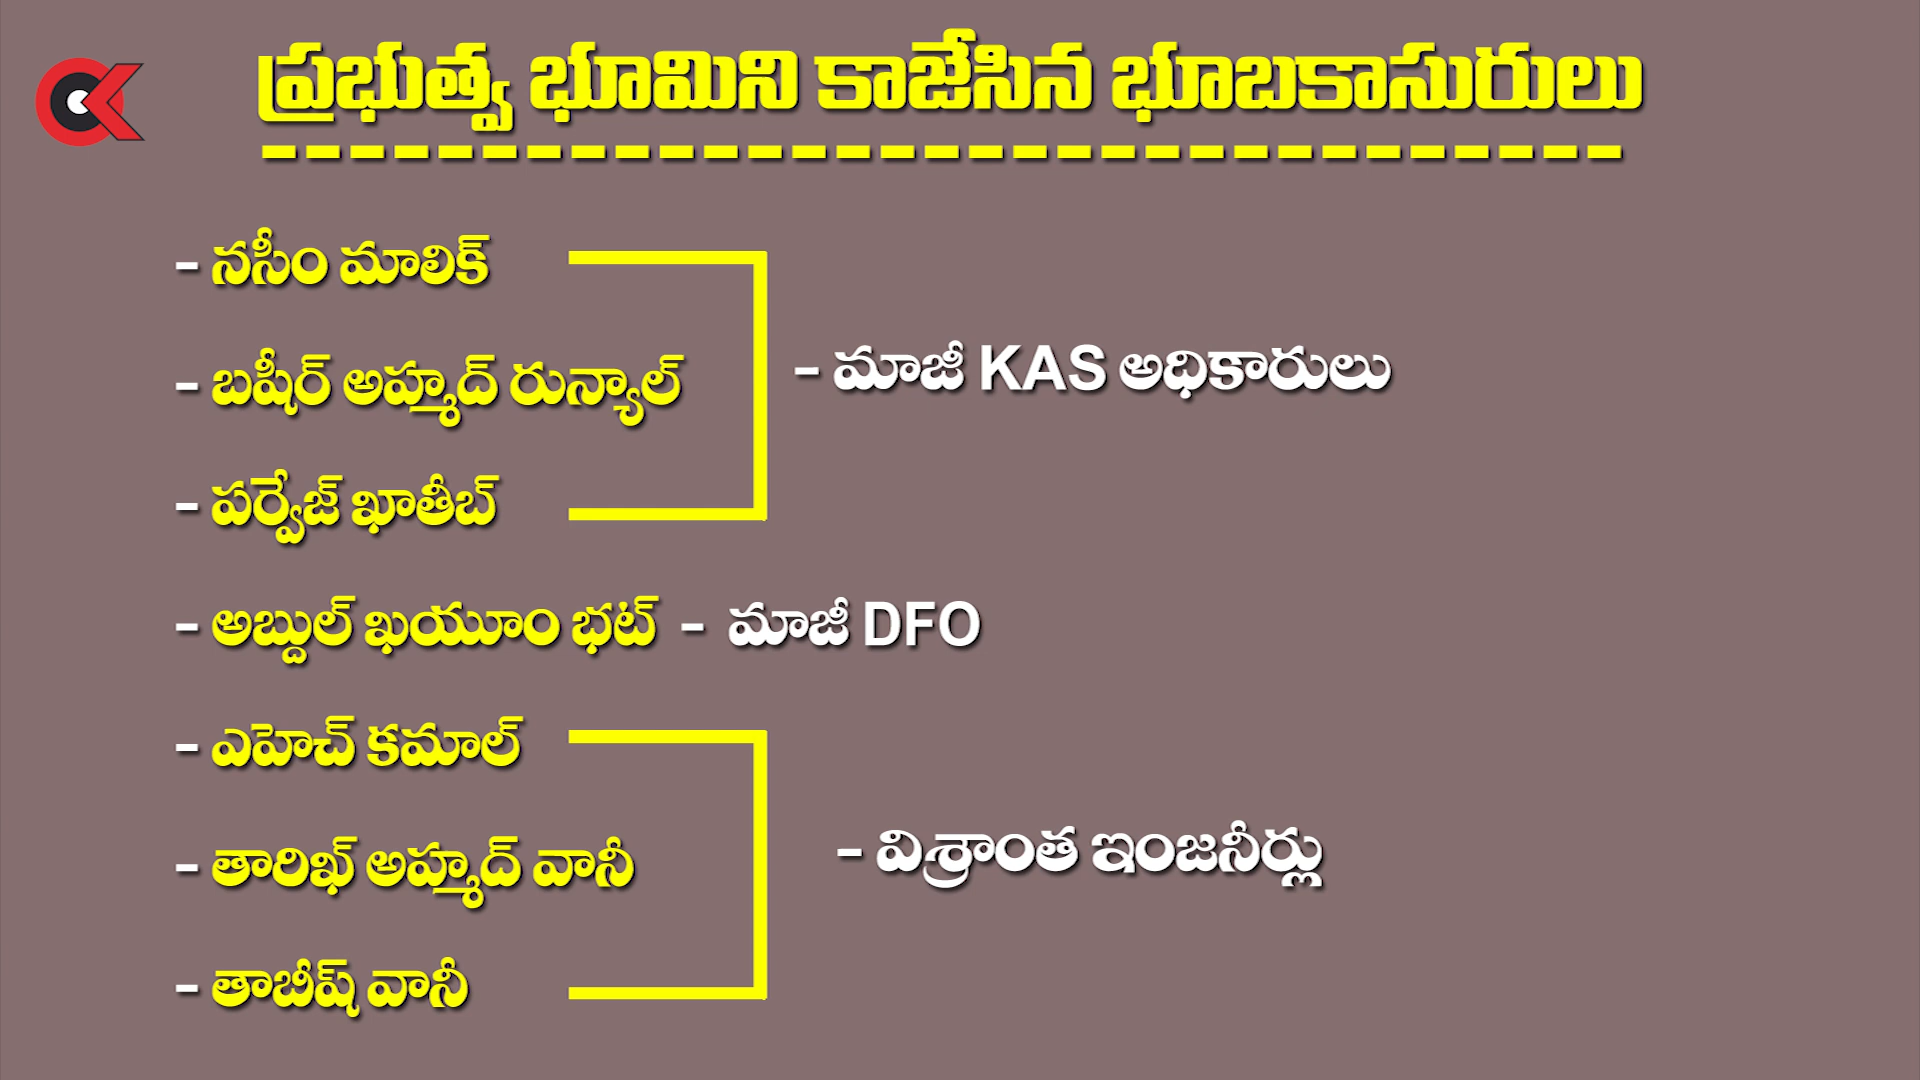 ప్రభుత్వ భూమిని కాజేసిన భూబకాసురులు
- నసీం మాలిక్
- బషీర్ అహ్మద్ రున్యాల్
- మాజీ KAS అధికారులు
- పర్వేజ్ ఖాతీబ్
- అబ్దుల్ ఖయూం భట్ - మాజీ DFO
- ఎహెచ్ కమాల్
- తారిఖ్ అహ్మద్ వానీ
- విశ్రాంత ఇంజనీర్లు
- తాబీష్ వానీ